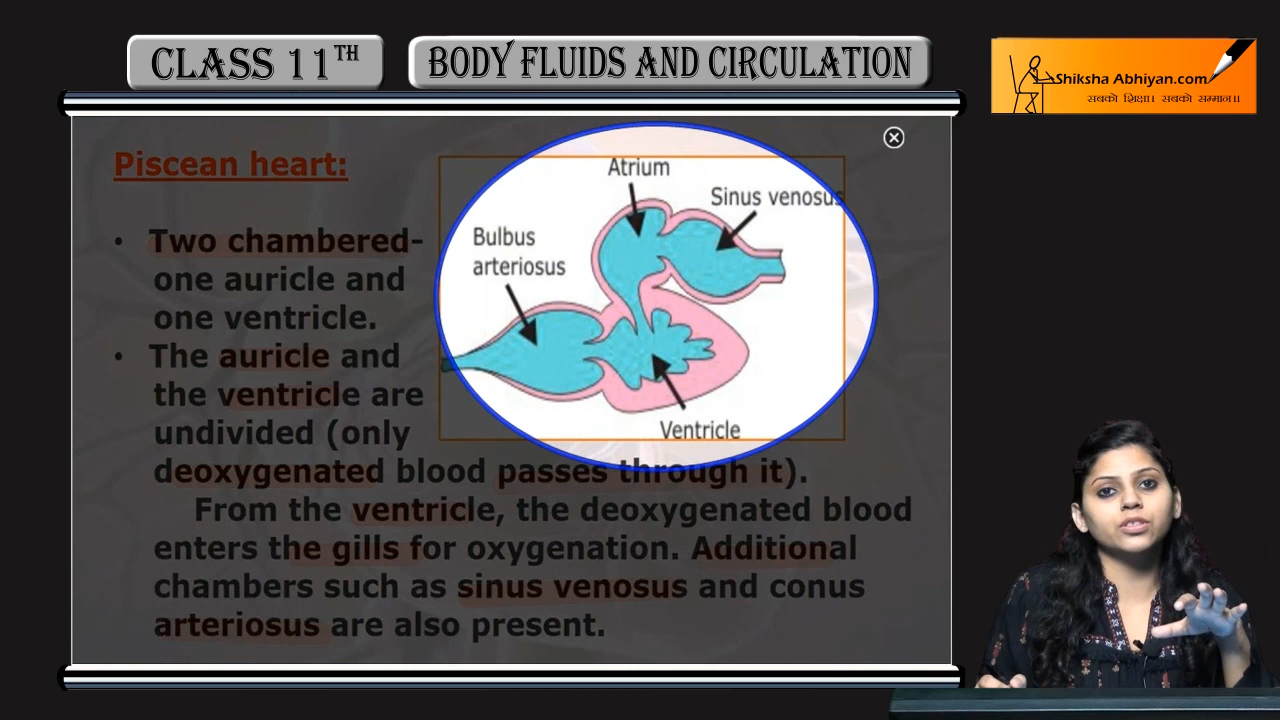 CLASS 11TH
BODY FLUIDS AND CIRCULATION
Shiksha Abhiyan.com
सबको शिक्षा। सबको सम्मान॥
Piscean heart:
• Two chambered-
one auricle and
one ventricle.
• The auricle and
the ventricle are
undivided (only
deoxygenated blood passes through it).
From the ventricle, the deoxygenated blood
enters the gills for oxygenation. Additional
chambers such as sinus venosus and conus
arteriosus are also present.
Atrium
Sinus venosus
Bulbus
arteriosus
Ventricle